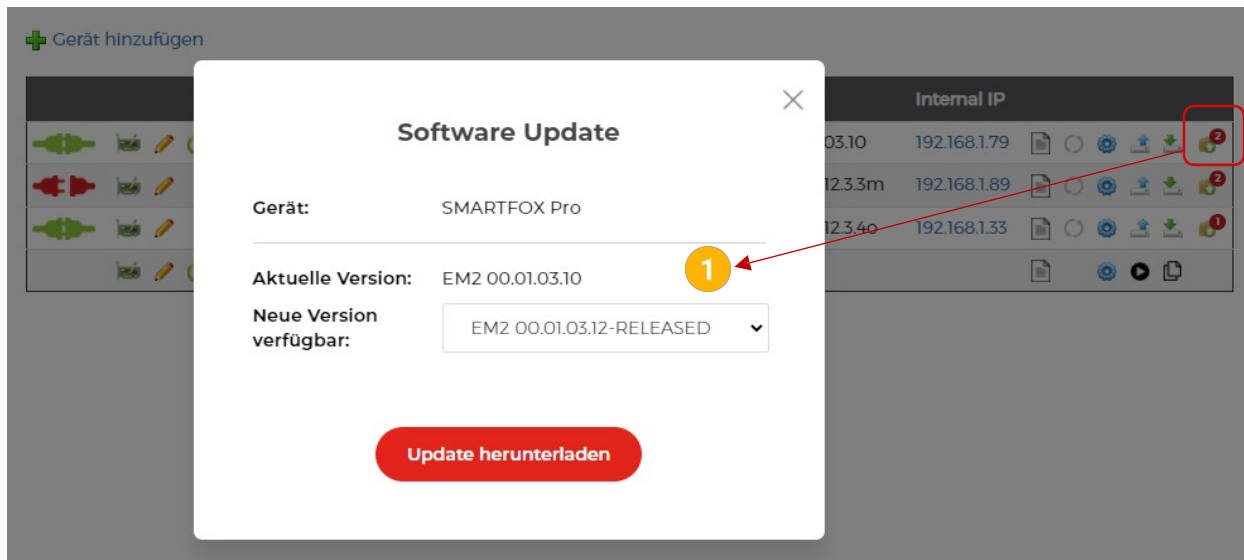 Gerät hinzufügen
Internal IP
Software Update
03.10 192.168.1.79 2
12.3.3m 192.168.1.89 2
Gerät: SMARTFOX Pro
12.3.4o 192.168.1.33 1
1
Aktuelle Version: EM2 00.01.03.10
Neue Version
verfügbar:
EM2 00.01.03.12-RELEASED
Update herunterladen